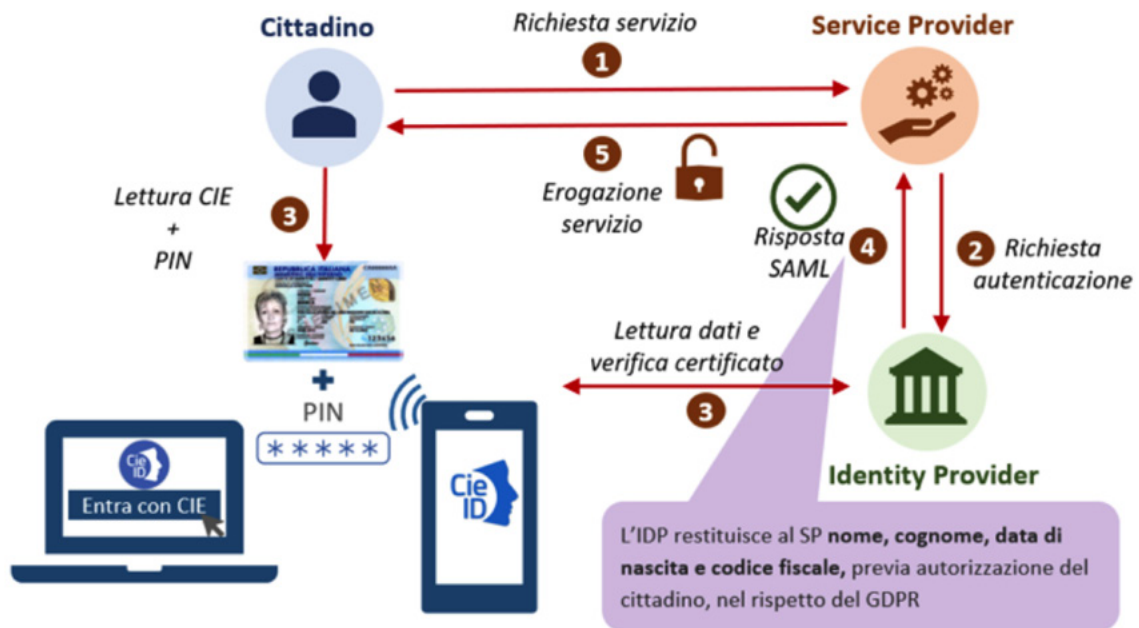 Cittadino
Richiesta servizio
Service Provider
1
5
Erogazione
servizio
Lettura CIE
+
PIN
3
Risposta
SAML
4
2
Richiesta
autenticazione
REPUBBLICA ITALIANA
Lettura dati e
verifica certificato
3
+
PIN
*****
Cie
ID
Entra con CIE
Cie
ID
Identity Provider
L'IDP restituisce al SP nome, cognome, data di
nascita e codice fiscale, previa autorizzazione del
cittadino, nel rispetto del GDPR